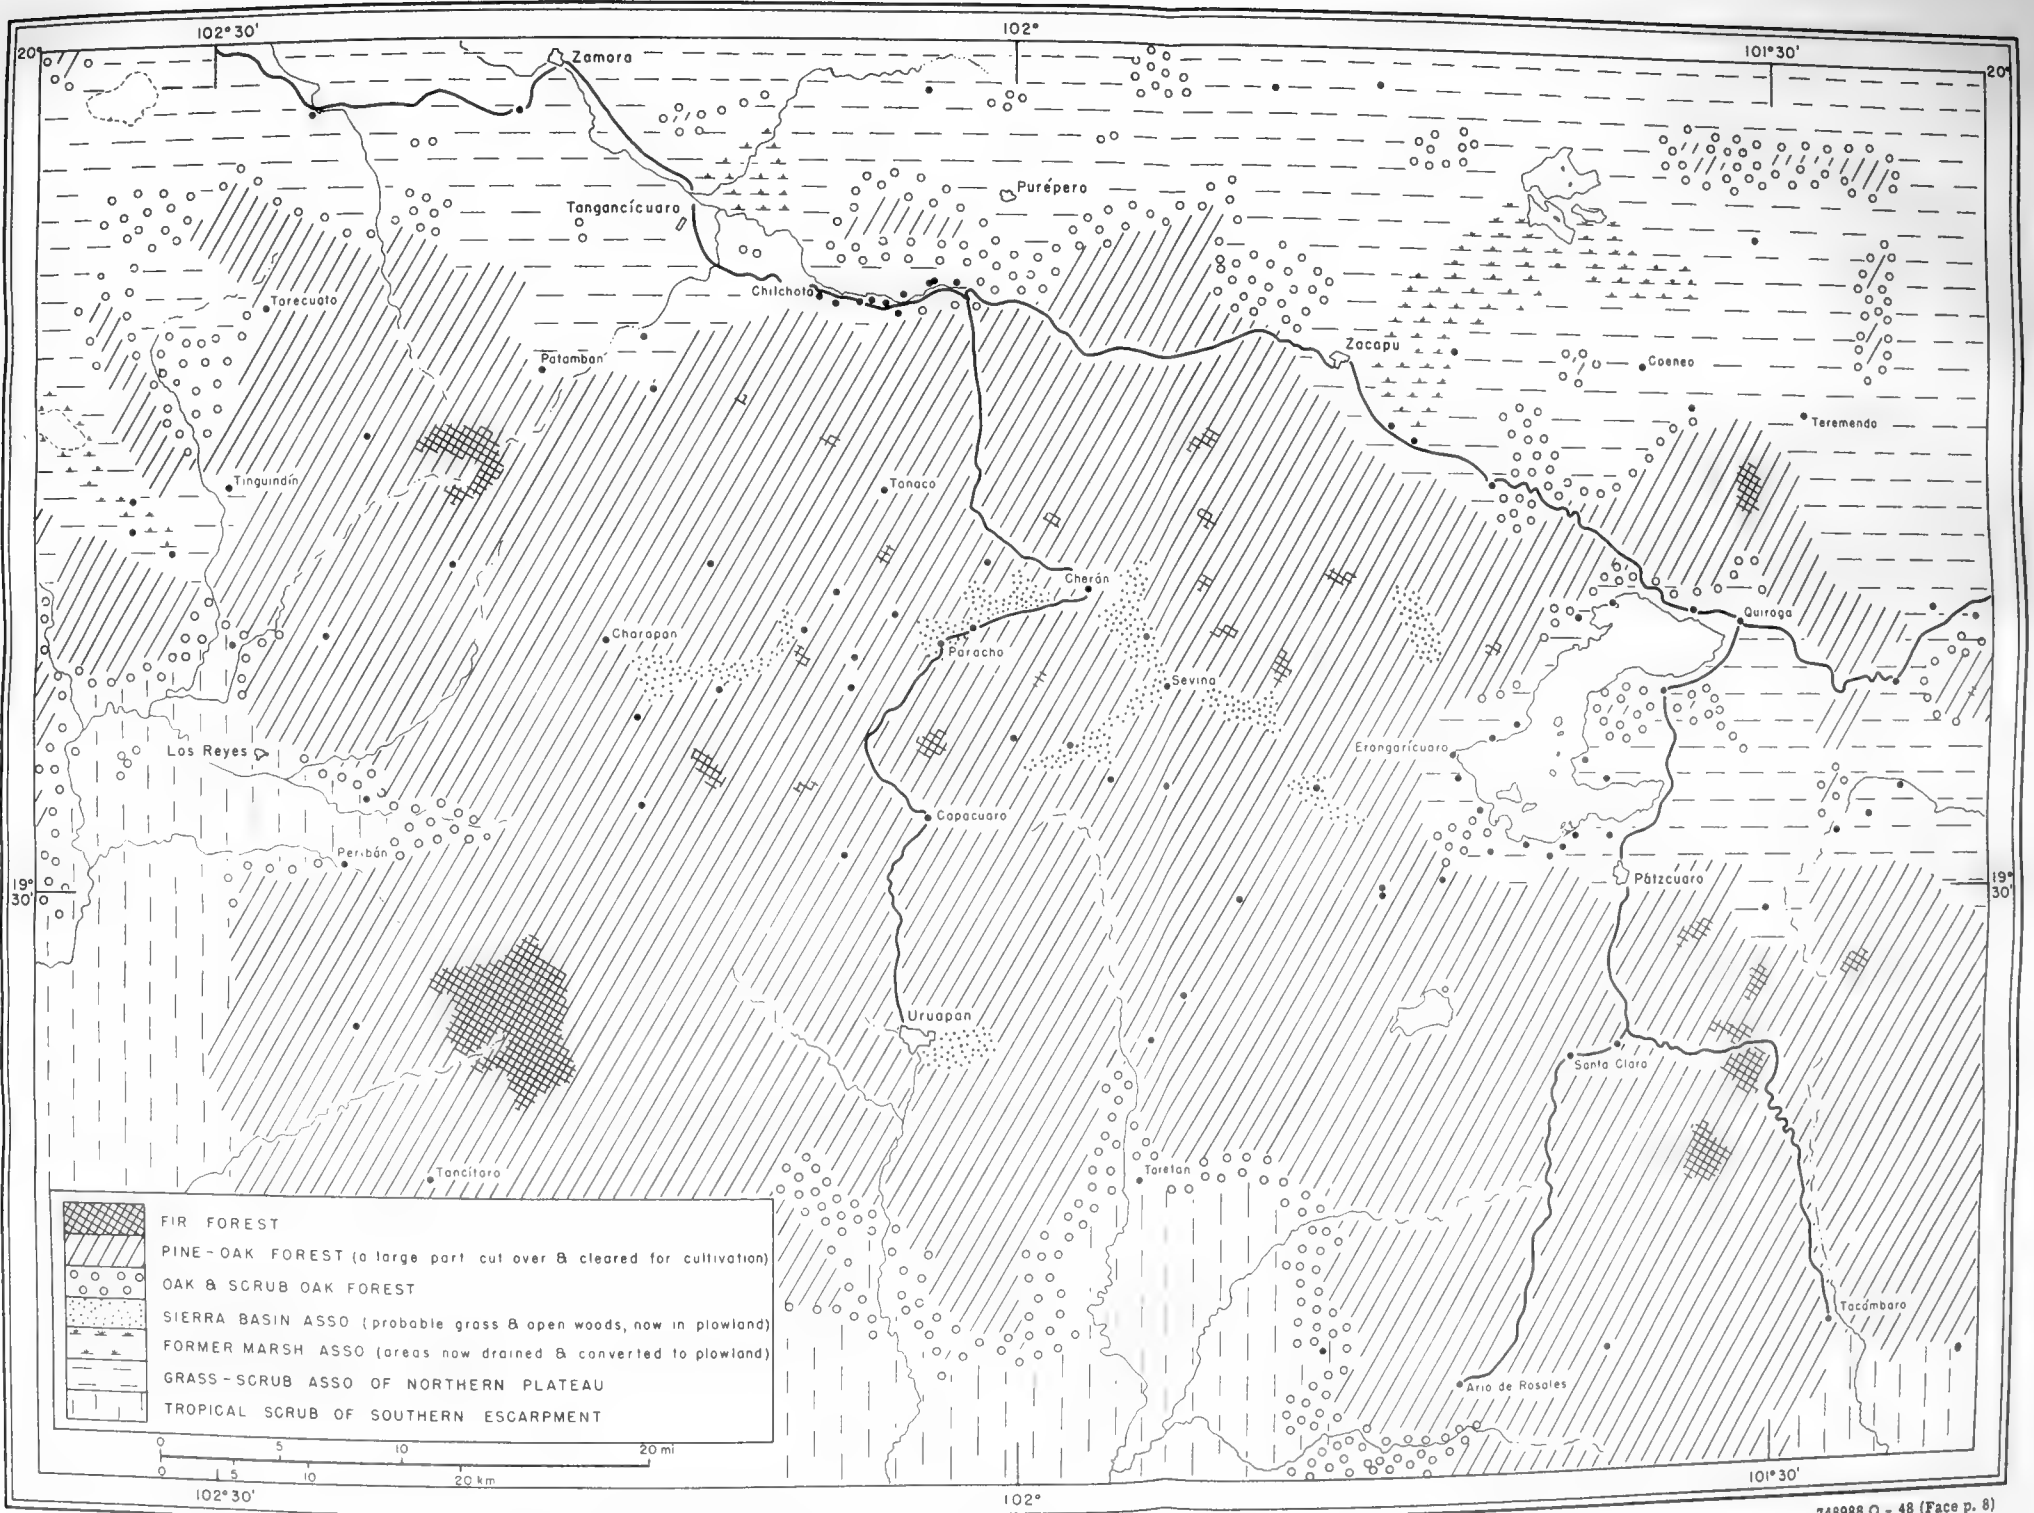 102°30'
102°
101°30'
20°
20°
Zamora
Purépero
Tangancícuaro
Chilchota
Tarecuato
Zacapu
Patamban
Coeneo
Teremendo
Tinguindín
Tanaco
Cherán
Charapan
Quiroga
Paracho
Sevina
Los Reyes
Erongarícuaro
Capacuaro
Peribán
Pátzcuaro
19°
30'
19°
30'
Uruapan
Santa Clara
Tancítaro
Taretan
FIR FOREST
PINE-OAK FOREST (a large part cut over & cleared for cultivation)
OAK & SCRUB OAK FOREST
SIERRA BASIN ASSO (probable grass & open woods, now in plowland)
FORMER MARSH ASSO (areas now drained & converted to plowland)
GRASS-SCRUB ASSO OF NORTHERN PLATEAU
TROPICAL SCRUB OF SOUTHERN ESCARPMENT
Tacámbaro
Ario de Rosales
0 5 10 20 mi
0 5 10 20 km
102°30'
102°
101°30'
748988 O - 48 (Face p. 8)